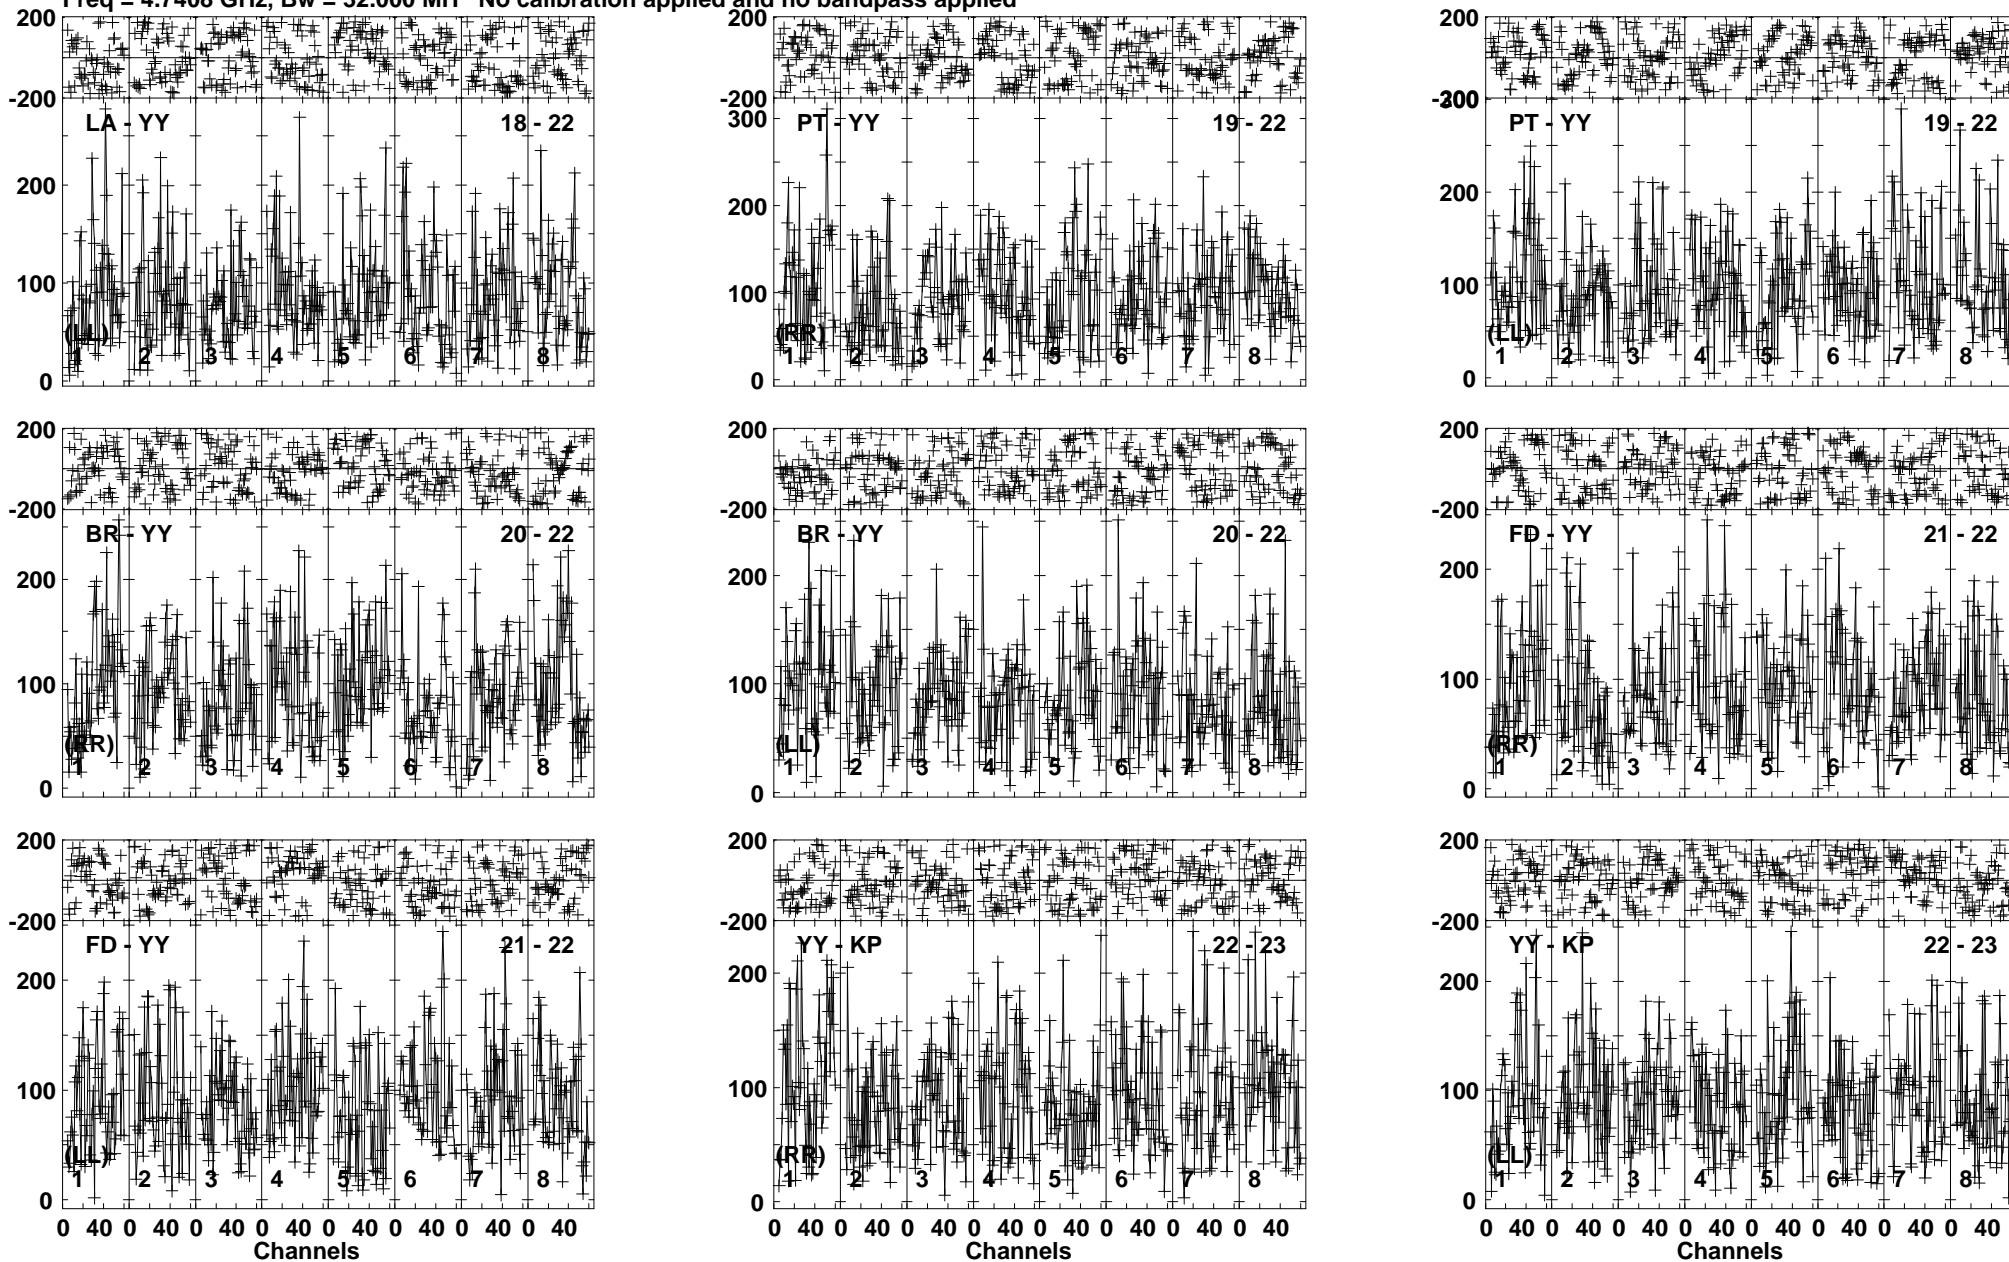 Freq = 4.7408 GHz, Bw = 32.000 MH No calibration applied and no bandpass applied
200 200 200
-200 -200 -200
LA - YY 18 - 22 PT - YY 19 - 22 PT - YY 19 - 22
300 300
200 200 200
100 100 100
(LL) (RR) (LL)
1 2 3 4 5 6 7 8 1 2 3 4 5 6 7 8 1 2 3 4 5 6 7 8
0 0 0
200 200 200
-200 -200 -200
BR - YY 20 - 22 BR - YY 20 - 22 FD - YY 21 - 22
200 200 200
100 100 100
(RR) (LL) (RR)
1 2 3 4 5 6 7 8 1 2 3 4 5 6 7 8 1 2 3 4 5 6 7 8
0 0 0
200 200 200
-200 -200 -200
FD - YY 21 - 22 YY - KP 22 - 23 YY - KP 22 - 23
200 200 200
100 100 100
(LL) (RR) (LL)
1 2 3 4 5 6 7 8 1 2 3 4 5 6 7 8 1 2 3 4 5 6 7 8
0 0 0
0 40 0 40 0 40 0 40 0 40 0 40 0 40 0 40 0 40 0 40 0 40 0 40 0 40 0 40 0 40 0 40 0 40 0 40 0 40 0 40 0 40 0 40 0 40 0 40
Channels Channels Channels